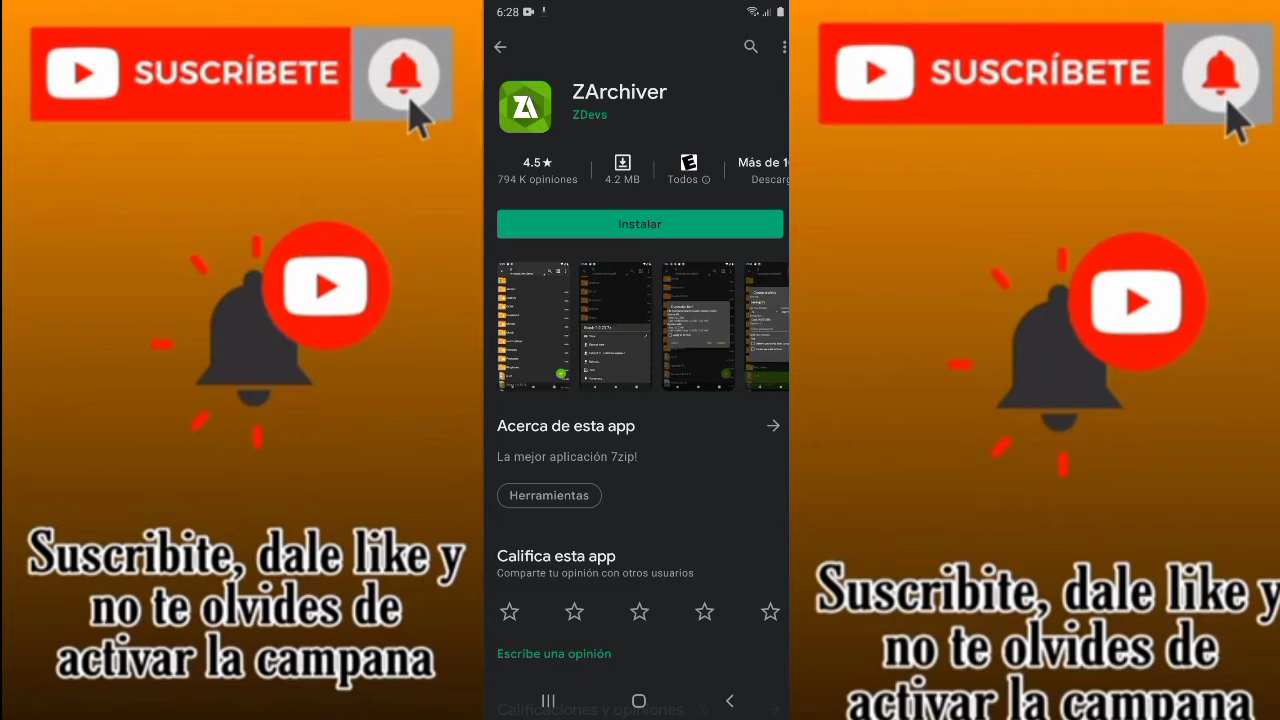 SUSCRÍBETE
Suscribite, dale like y
no te olvides de
activar la campana
6:28
ZArchiver
ZDevs
4.5★
794 K opiniones
4.2 MB
Todos
Más de 1
Descarg
Instalar
Acerca de esta app
La mejor aplicación 7zip!
Herramientas
Califica esta app
Comparte tu opinión con otros usuarios
Escribe una opinión
Calificaciones y opiniones
SUSCRÍBETE
Suscribite, dale like y
no te olvides de
activar la campana